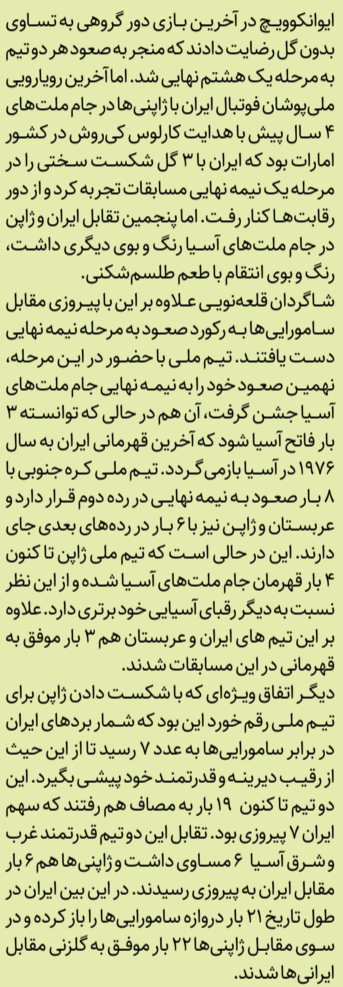 ایوانکوویچ در آخرین بازی دور گروهی به تساوی
بدون گل رضایت دادند که منجر به صعود هر دو تیم
به مرحله یک هشتم نهایی شد. اما آخرین رویارویی
ملی‌پوشان فوتبال ایران با ژاپنی‌ها در جام ملت‌های
۴ سال پیش با هدایت کارلوس کی‌روش در کشور
امارات بود که ایران با ۳ گل شکست سختی را در
مرحله یک نیمه نهایی مسابقات تجربه کرد و از دور
رقابت‌ها کنار رفت. اما پنجمین تقابل ایران و ژاپن
در جام ملت‌های آسیا رنگ و بوی دیگری داشت،
رنگ و بوی انتقام با طعم طلسم‌شکنی.
شاگردان قلعه‌نویی علاوه بر این با پیروزی مقابل
سامورایی‌ها به رکورد صعود به مرحله نیمه نهایی
دست یافتند. تیم ملی با حضور در این مرحله،
نهمین صعود خود را به نیمه نهایی جام ملت‌های
آسیا جشن گرفت، آن هم در حالی که توانسته ۳
بار فاتح آسیا شود که آخرین قهرمانی ایران به سال
۱۹۷۶ در آسیا بازمی‌گردد. تیم ملی کره جنوبی با
۸ بار صعود به نیمه نهایی در رده دوم قرار دارد و
عربستان و ژاپن نیز با ۶ بار در رده‌های بعدی جای
دارند. این در حالی است که تیم ملی ژاپن تا کنون
۴ بار قهرمان جام ملت‌های آسیا شده و از این نظر
نسبت به دیگر رقبای آسیایی خود برتری دارد. علاوه
بر این تیم های ایران و عربستان هم ۳ بار موفق به
قهرمانی در این مسابقات شدند.
دیگر اتفاق ویژه‌ای که با شکست دادن ژاپن برای
تیم ملی رقم خورد این بود که شمار بردهای ایران
در برابر سامورایی‌ها به عدد ۷ رسید تا از این حیث
از رقیب دیرینه و قدرتمند خود پیشی بگیرد. این
دو تیم تا کنون ۱۹ بار به مصاف هم رفتند که سهم
ایران ۷ پیروزی بود. تقابل این دو تیم قدرتمند غرب
و شرق آسیا ۶ مساوی داشت و ژاپنی‌ها هم ۶ بار
مقابل ایران به پیروزی رسیدند. در این بین ایران در
طول تاریخ ۲۱ بار دروازه سامورایی‌ها را باز کرده و در
سوی مقابل ژاپنی‌ها ۲۲ بار موفق به گلزنی مقابل
ایرانی‌ها شدند.